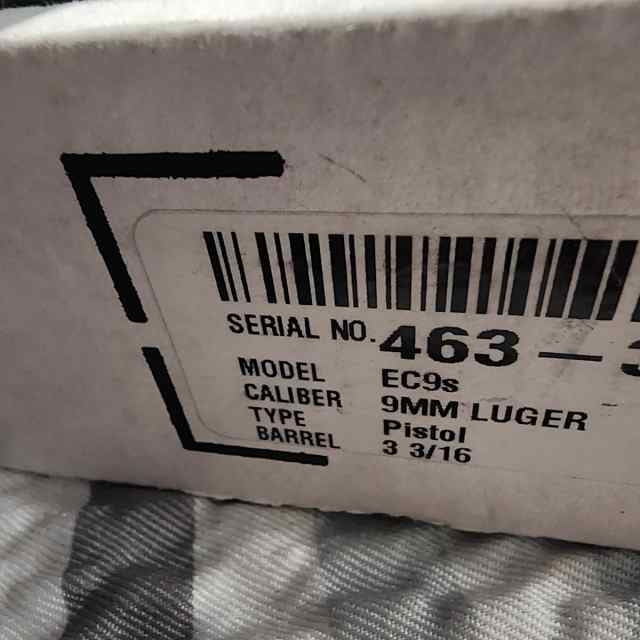 SERIAL NO. 463 —
MODEL EC9s
CALIBER 9MM LUGER
TYPE Pistol
BARREL 3 3/16